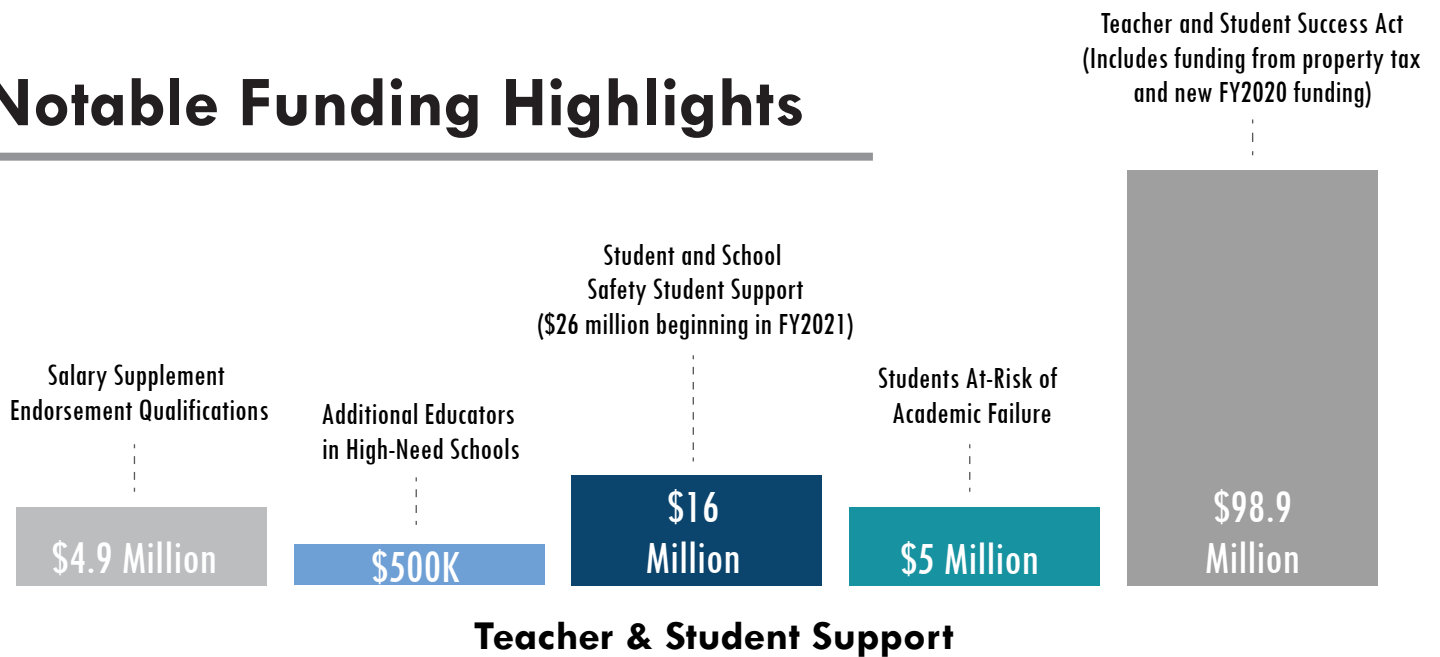 Notable Funding Highlights
Teacher and Student Success Act
(Includes funding from property tax
and new FY2020 funding)
Student and School
Safety Student Support
($26 million beginning in FY2021)
Salary Supplement
Endorsement Qualifications
Additional Educators
in High-Need Schools
Students At-Risk of
Academic Failure
$4.9 Million
$500K
$16
Million
$5 Million
$98.9
Million
Teacher & Student Support